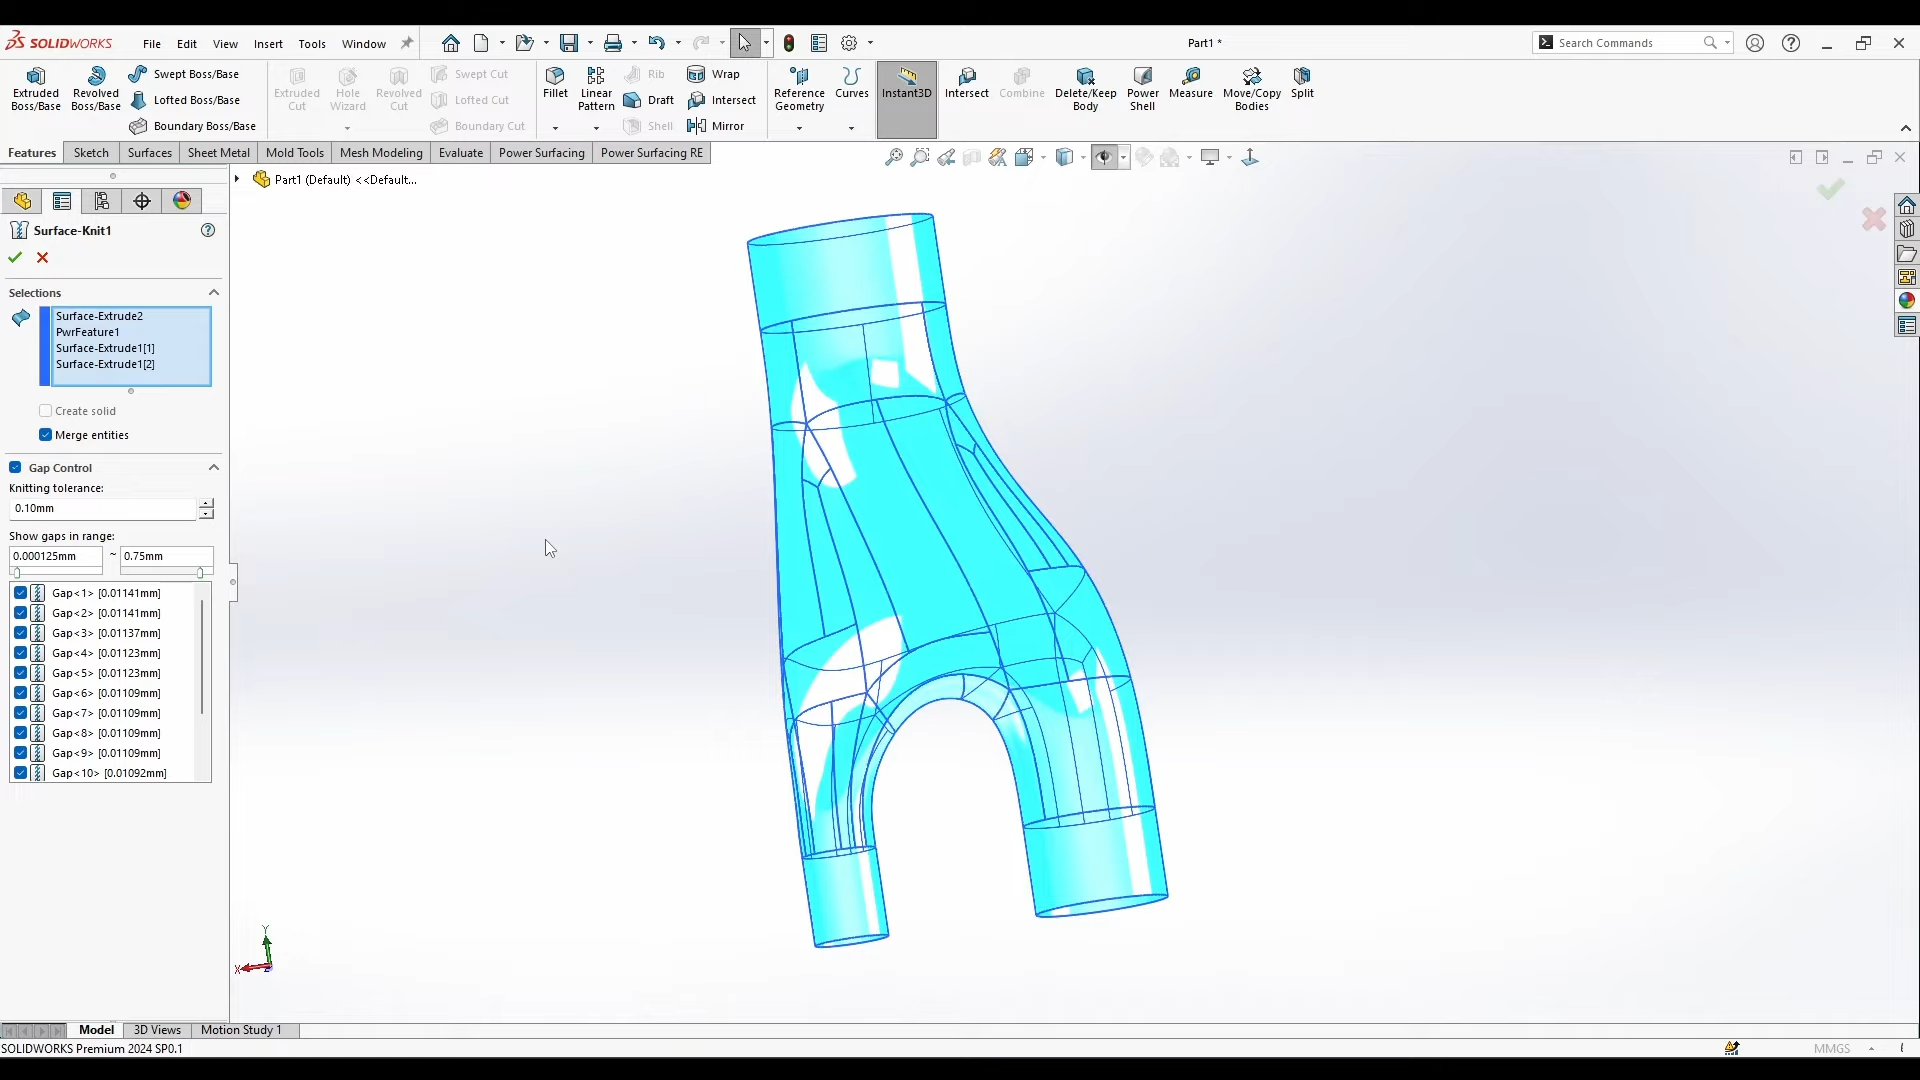 SOLIDWORKS File Edit View Insert Tools Window Part1 * Search Commands
Extruded Boss/Base
Revolved Boss/Base
Swept Boss/Base
Lofted Boss/Base
Boundary Boss/Base
Extruded Cut
Hole Wizard
Revolved Cut
Swept Cut
Lofted Cut
Boundary Cut
Fillet
Linear Pattern
Rib
Draft
Shell
Wrap
Intersect
Mirror
Reference Geometry
Curves
Instant3D
Intersect
Combine
Delete/Keep Body
Power Shell
Measure
Move/Copy Bodies
Split
Features Sketch Surfaces Sheet Metal Mold Tools Mesh Modeling Evaluate Power Surfacing Power Surfacing RE
Part1 (Default) <<Default...
Surface-Knit1
Selections
Surface-Extrude2
PwrFeature1
Surface-Extrude1[1]
Surface-Extrude1[2]
Create solid
Merge entities
Gap Control
Knitting tolerance:
0.10mm
Show gaps in range:
0.000125mm ~ 0.75mm
Gap<1> [0.01141mm]
Gap<2> [0.01141mm]
Gap<3> [0.01137mm]
Gap<4> [0.01123mm]
Gap<5> [0.01123mm]
Gap<6> [0.01109mm]
Gap<7> [0.01109mm]
Gap<8> [0.01109mm]
Gap<9> [0.01109mm]
Gap<10> [0.01092mm]
Y
X
Model 3D Views Motion Study 1
SOLIDWORKS Premium 2024 SP0.1 MMGS